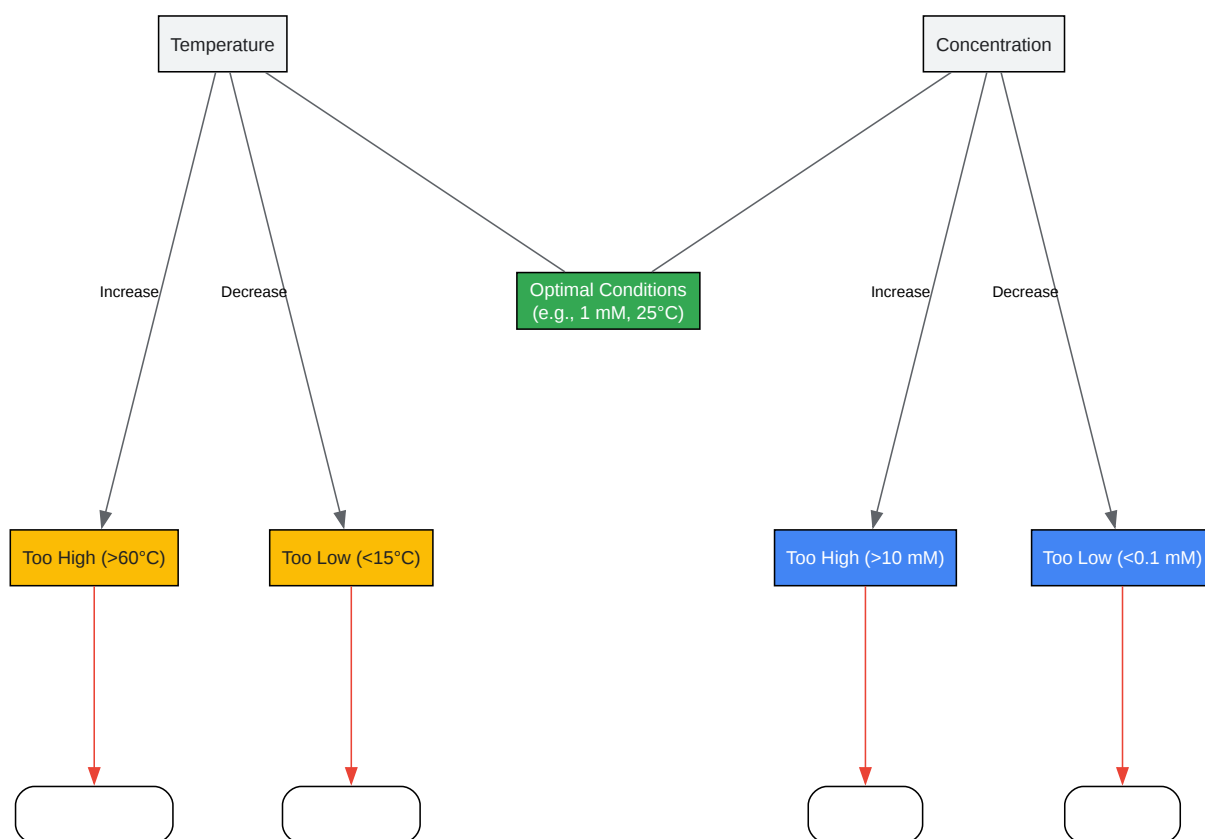 Temperature
Concentration
Increase
Decrease
Optimal Conditions
(e.g., 1 mM, 25°C)
Increase
Decrease
Too High (>60°C)
Too Low (<15°C)
Too High (>10 mM)
Too Low (<0.1 mM)